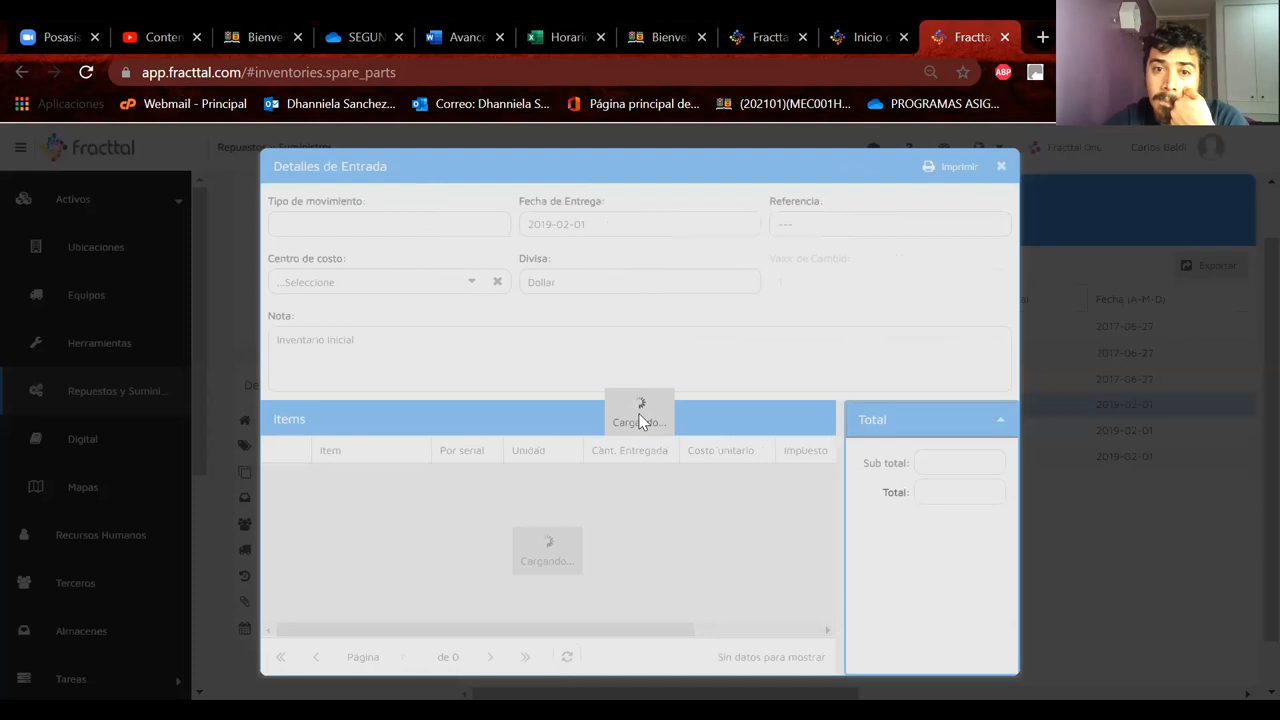 Posasis
Conten
Bienve
SEGUN
Avance
Horario
Bienve
Fractta
Inicio c
Fractta
app.fracttal.com/#inventories.spare_parts
ABP
Aplicaciones
Webmail - Principal
Dhanniela Sanchez...
Correo: Dhanniela S...
Página principal de...
(202101)(MEC001H...
PROGRAMAS ASIG...
fracttal
Repuestos y Suministros
Carlos Baldi
Detalles de Entrada
Imprimir
Activos
Tipo de movimiento:
Fecha de Entrega:
Referencia:
2019-02-01
---
Ubicaciones
Centro de costo:
Divisa:
Valor de Cambio:
Exportar
...Seleccione
Dollar
1
Equipos
Fecha (A-M-D)
Nota:
2017-06-27
Inventario Inicial
Herramientas
2017-06-27
2017-06-27
Repuestos y Sumini...
De
2019-02-01
Cargando...
Items
Total
Digital
2019-02-01
Item
Por serial
Unidad
Cant. Entregada
Costo unitario
Impuesto
2019-02-01
Sub total:
Mapas
Total:
Recursos Humanos
Cargando...
Terceros
Almacenes
Página
de 0
Sin datos para mostrar
Tareas